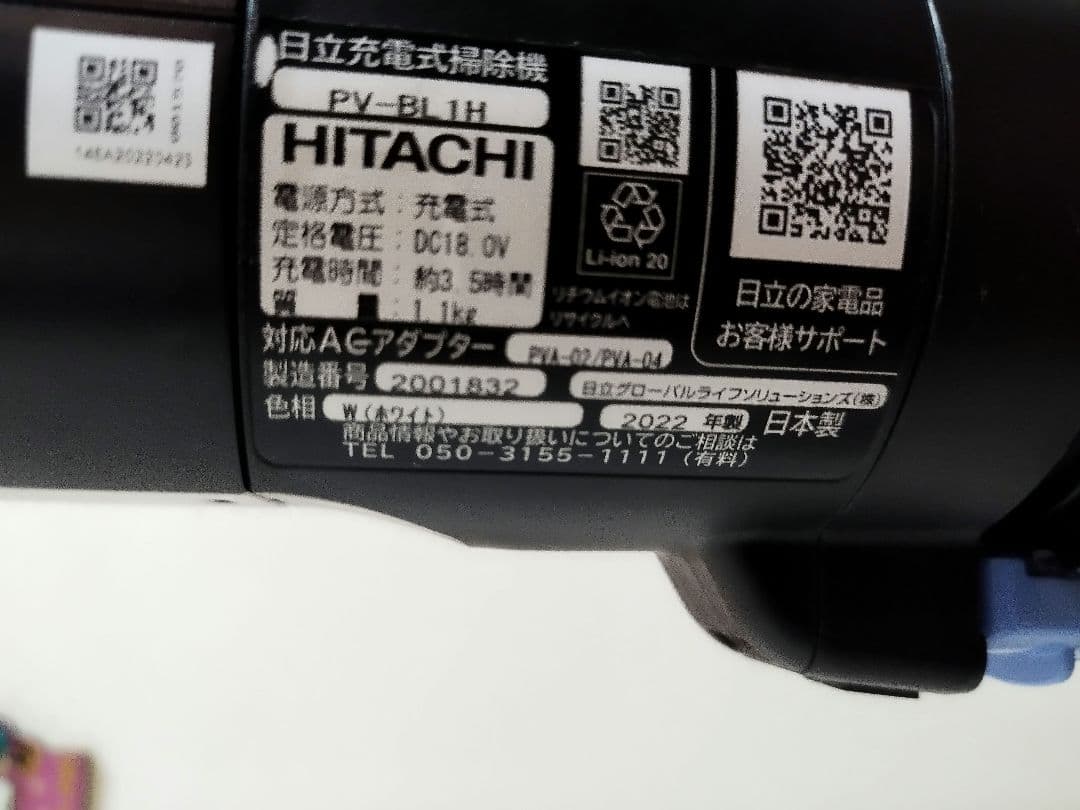 日立充電式掃除機
PV-BL1H
HITACHI
電源方式：充電式
定格電圧：DC18.0V
充電時間：約3.5時間
質量：1.1kg
Li-ion 20
リチウムイオン電池は
リサイクルへ
日立の家電品
お客様サポート
対応ACアダプター PVA-02/PVA-04
製造番号 2001832 日立グローバルライフソリューションズ(株)
色相 W(ホワイト) 2022 年製 日本製
商品情報やお取り扱いについてのご相談は
TEL 050-3155-1111(有料)